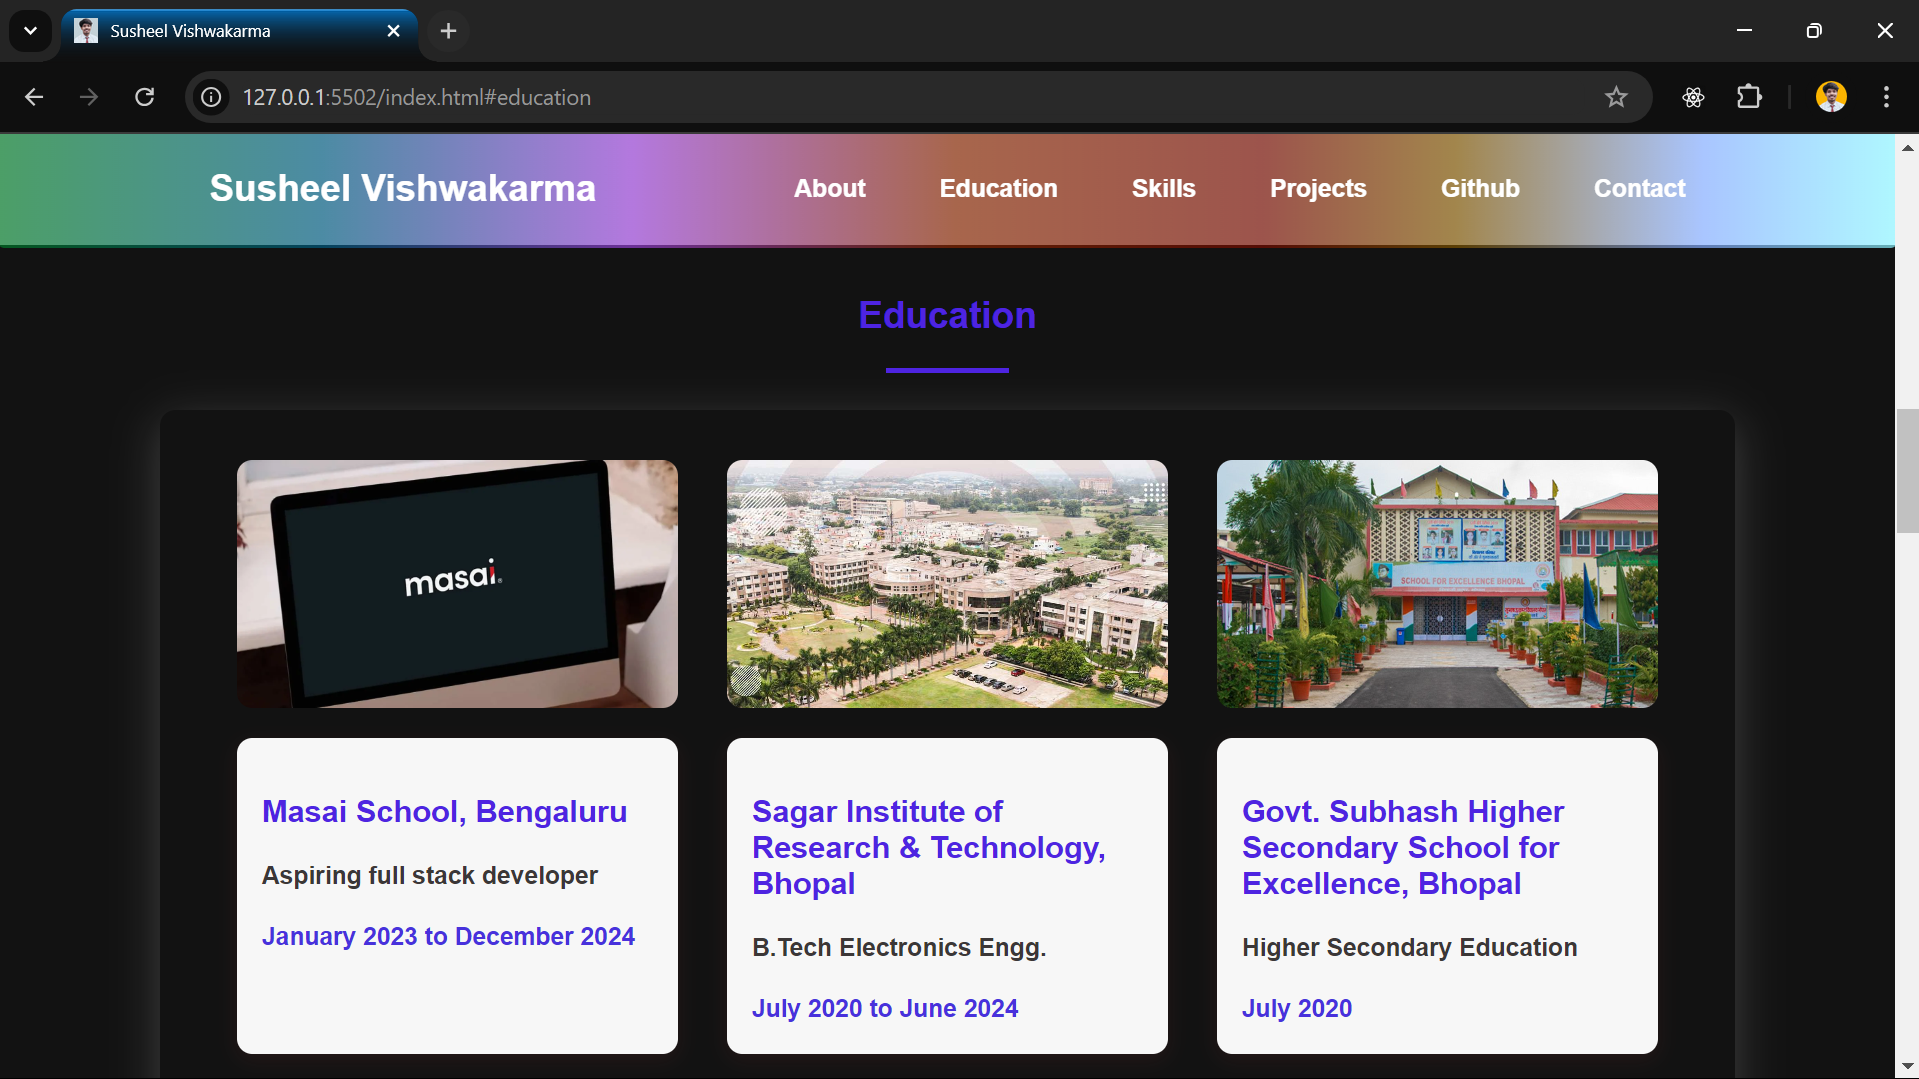 Susheel Vishwakarma
127.0.0.1:5502/index.html#education
Susheel Vishwakarma
About
Education
Skills
Projects
Github
Contact
Education
masai
SCHOOL FOR EXCELLENCE BHOPAL
Masai School, Bengaluru
Aspiring full stack developer
January 2023 to December 2024
Sagar Institute of
Research & Technology,
Bhopal
B.Tech Electronics Engg.
July 2020 to June 2024
Govt. Subhash Higher
Secondary School for
Excellence, Bhopal
Higher Secondary Education
July 2020